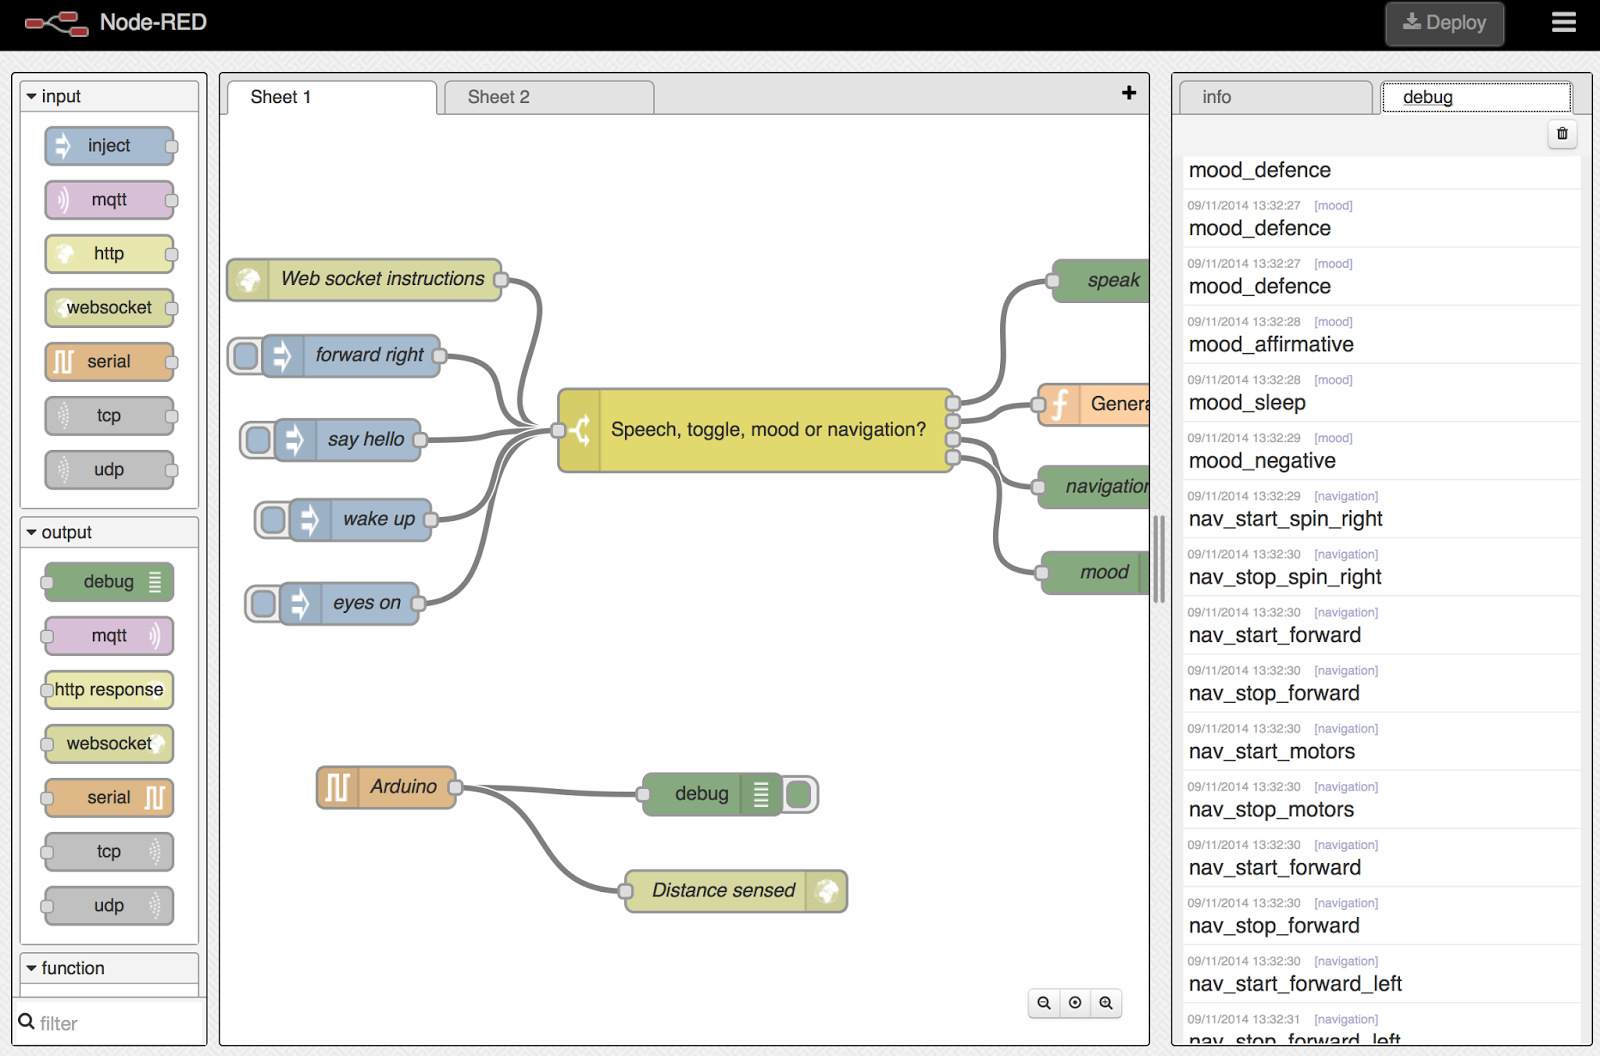 Node-RED
Deploy
input
inject
mqtt
http
websocket
serial
tcp
udp
output
debug
mqtt
http response
websocket
serial
tcp
udp
function
filter
Sheet 1
Sheet 2
Web socket instructions
forward right
say hello
wake up
eyes on
Speech, toggle, mood or navigation?
speak
Genera
navigation
mood
Arduino
debug
Distance sensed
info
debug
mood_defence
09/11/2014 13:32:27 [mood]
mood_defence
09/11/2014 13:32:27 [mood]
mood_defence
09/11/2014 13:32:28 [mood]
mood_affirmative
09/11/2014 13:32:28 [mood]
mood_sleep
09/11/2014 13:32:29 [mood]
mood_negative
09/11/2014 13:32:29 [navigation]
nav_start_spin_right
09/11/2014 13:32:30 [navigation]
nav_stop_spin_right
09/11/2014 13:32:30 [navigation]
nav_start_forward
09/11/2014 13:32:30 [navigation]
nav_stop_forward
09/11/2014 13:32:30 [navigation]
nav_start_motors
09/11/2014 13:32:30 [navigation]
nav_stop_motors
09/11/2014 13:32:30 [navigation]
nav_start_forward
09/11/2014 13:32:30 [navigation]
nav_stop_forward
09/11/2014 13:32:30 [navigation]
nav_start_forward_left
09/11/2014 13:32:31 [navigation]
nav_stop_forward_left